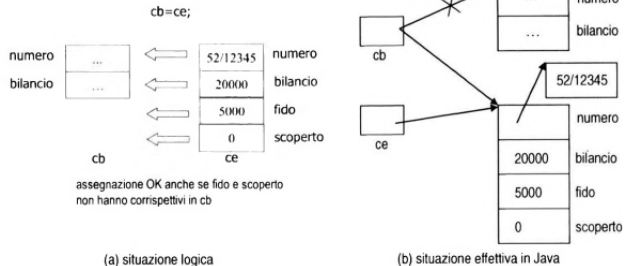 cb=ce;
numero ... 52/12345 numero
bilancio ... 20000 bilancio
5000 fido
0 scoperto
cb ce
assegnazione OK anche se fido e scoperto
non hanno corrispettivi in cb
(a) situazione logica
numero
... bilancio
cb
52/12345
ce
numero
20000 bilancio
5000 fido
0 scoperto
(b) situazione effettiva in Java